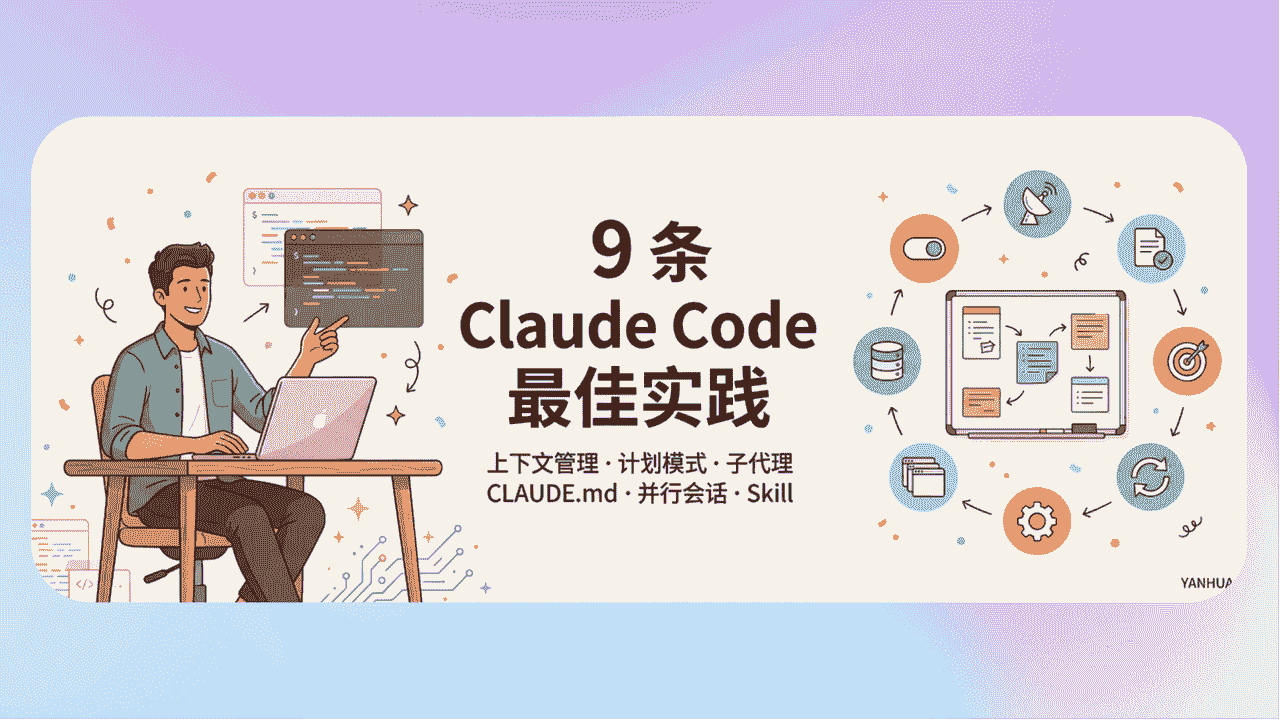 9 条
Claude Code
最佳实践
上下文管理 · 计划模式 · 子代理
CLAUDE.md · 并行会话 · Skill
$
$
</>
YANHUA